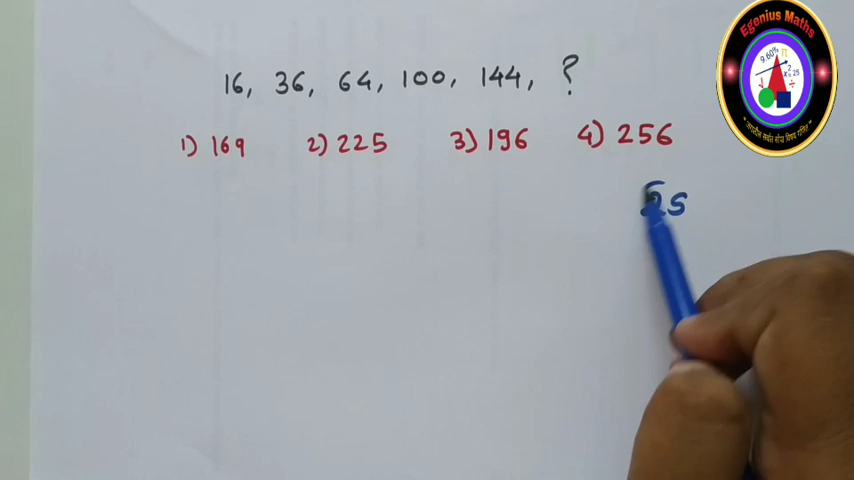 Egenius Maths
9.60%
π
16, 36, 64, 100, 144, ?
1) 169 2) 225 3) 196 4) 256